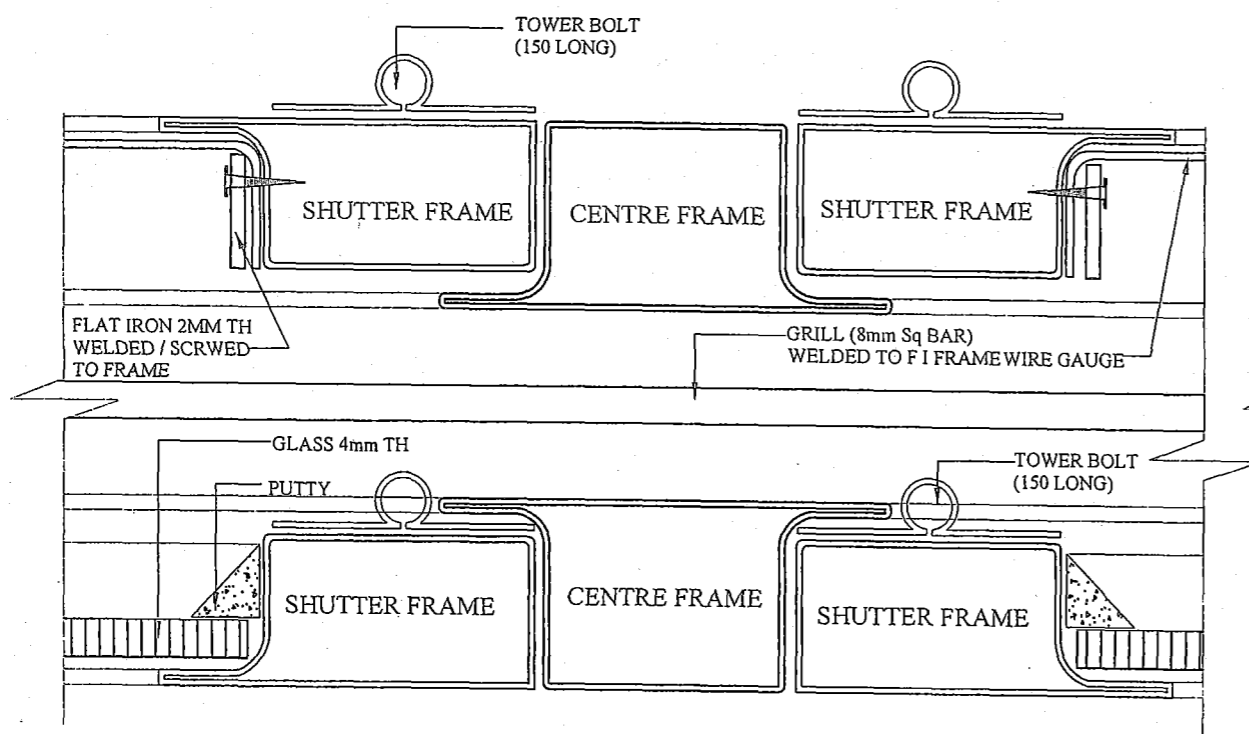 TOWER BOLT
(150 LONG)
SHUTTER FRAME
CENTRE FRAME
SHUTTER FRAME
FLAT IRON 2MM TH
WELDED / SCRWED
TO FRAME
GRILL (8mm Sq BAR)
WELDED TO F I FRAME WIRE GAUGE
GLASS 4mm TH
PUTTY
TOWER BOLT
(150 LONG)
SHUTTER FRAME
CENTRE FRAME
SHUTTER FRAME